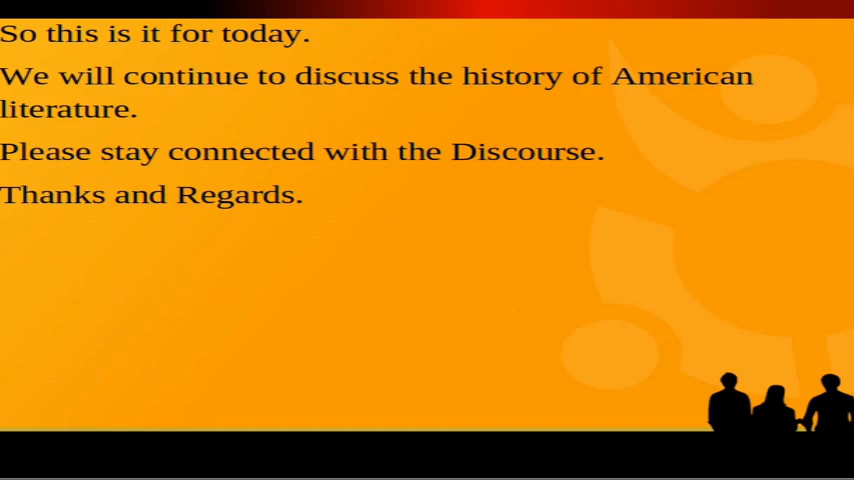 So this is it for today.
We will continue to discuss the history of American
literature.
Please stay connected with the Discourse.
Thanks and Regards.